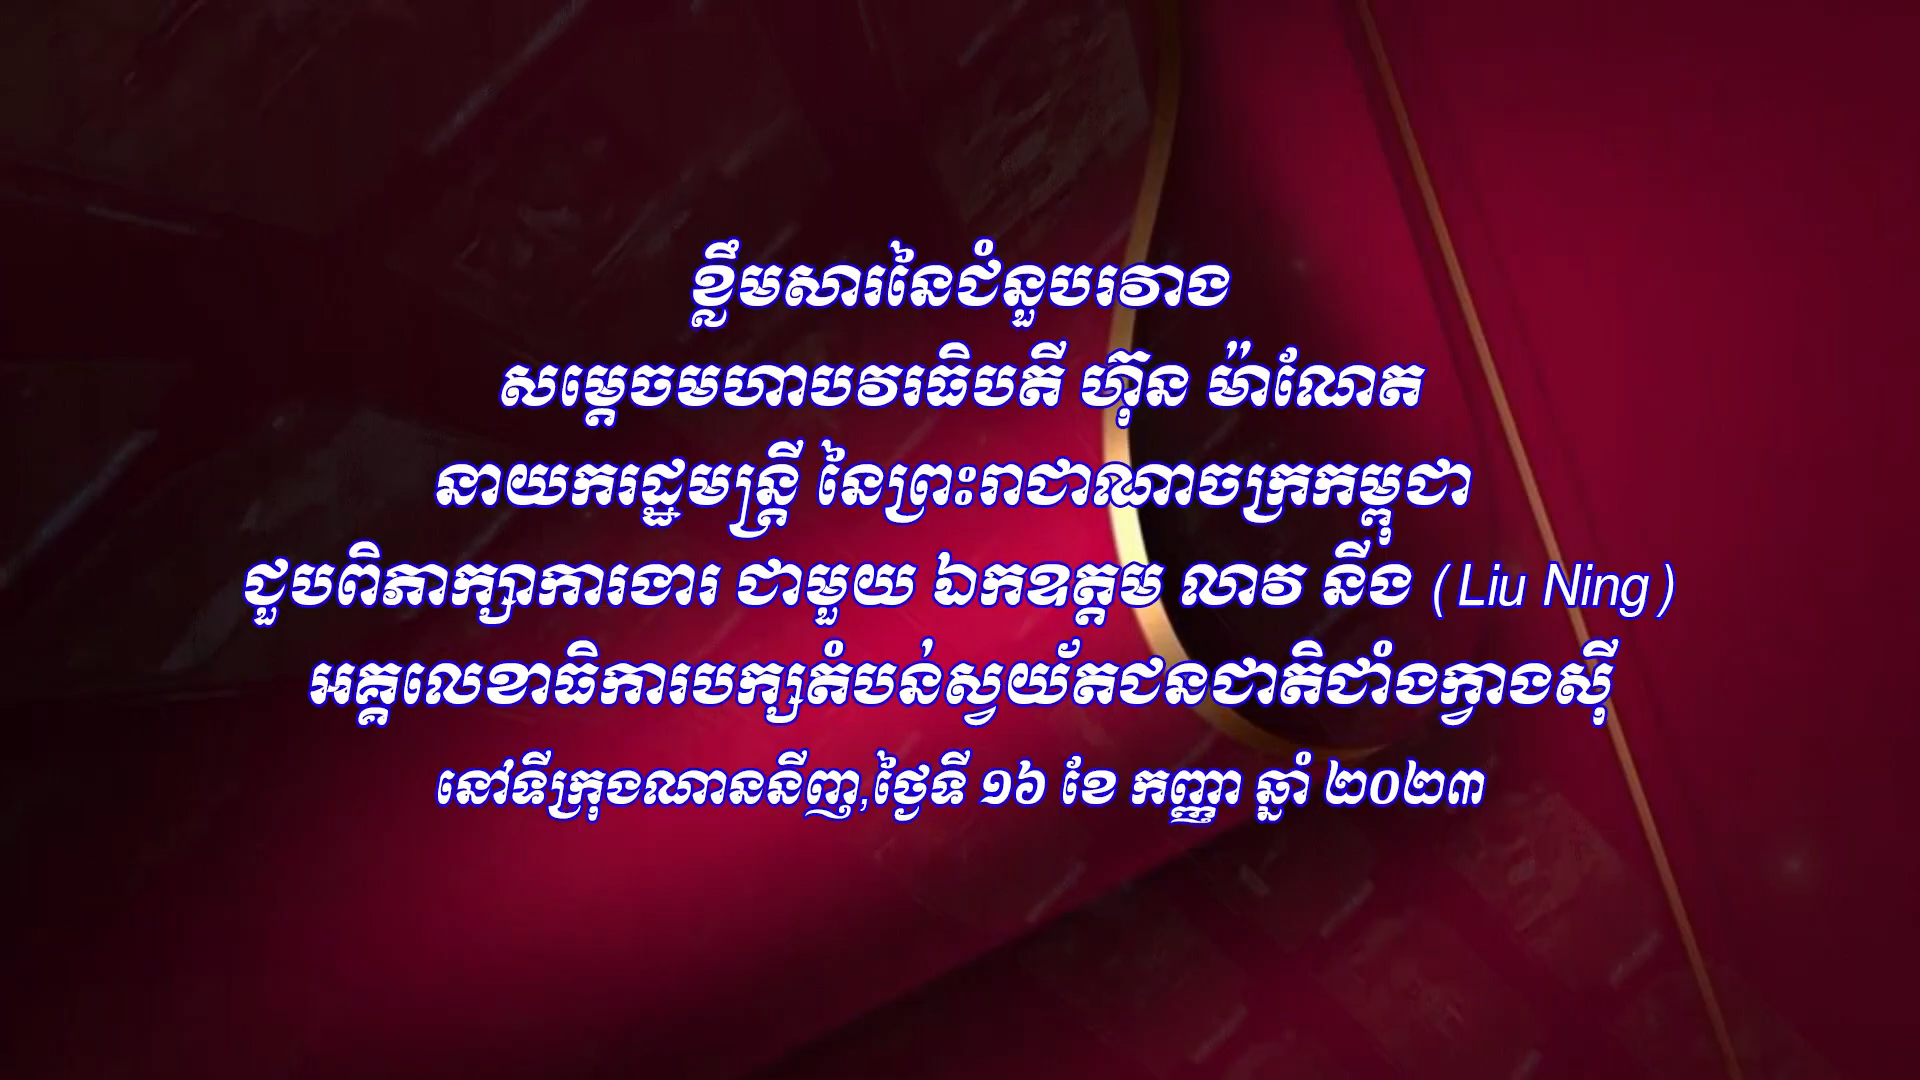 ខ្លឹមសារនៃជំនួបរវាង
សម្តេចមហាបវរធិបតី ហ៊ុន ម៉ាណែត
នាយករដ្ឋមន្ត្រី នៃព្រះរាជាណាចក្រកម្ពុជា
ជួបពិភាក្សាការងារ ជាមួយ ឯកឧត្តម លាវ នីង (Liu Ning)
អគ្គលេខាធិការបក្សតំបន់ស្វយ័តជនជាតិជាំងក្វាងស៊ី
នៅទីក្រុងណាននីញ,ថ្ងៃទី ១៦ ខែ កញ្ញា ឆ្នាំ ២០២៣